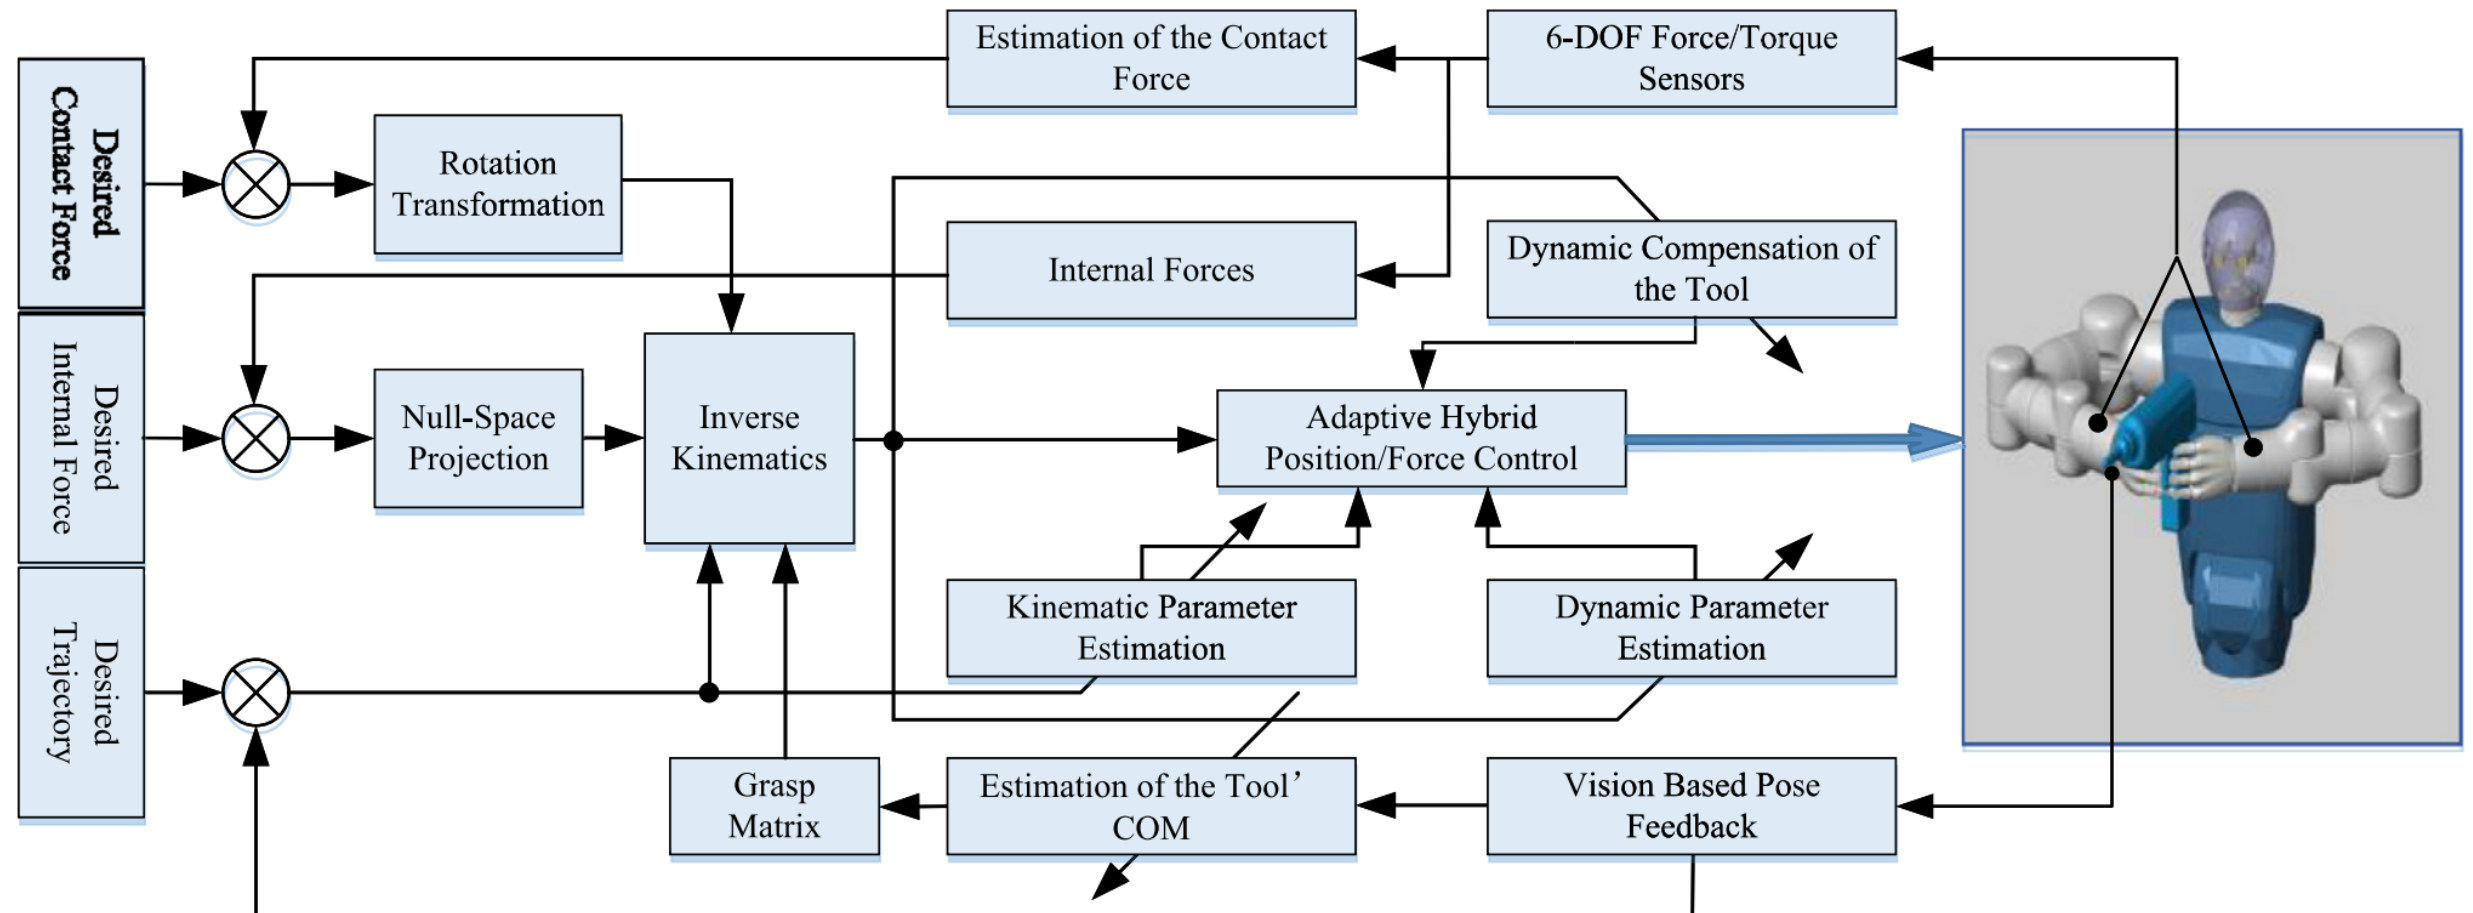 Estimation of the Contact
Force
6-DOF Force/Torque
Sensors
Desired
Contact Force
Rotation
Transformation
Internal Forces
Dynamic Compensation of
the Tool
Desired
Internal Force
Null-Space
Projection
Inverse
Kinematics
Adaptive Hybrid
Position/Force Control
Kinematic Parameter
Estimation
Dynamic Parameter
Estimation
Desired
Trajectory
Grasp
Matrix
Estimation of the Tool’
COM
Vision Based Pose
Feedback